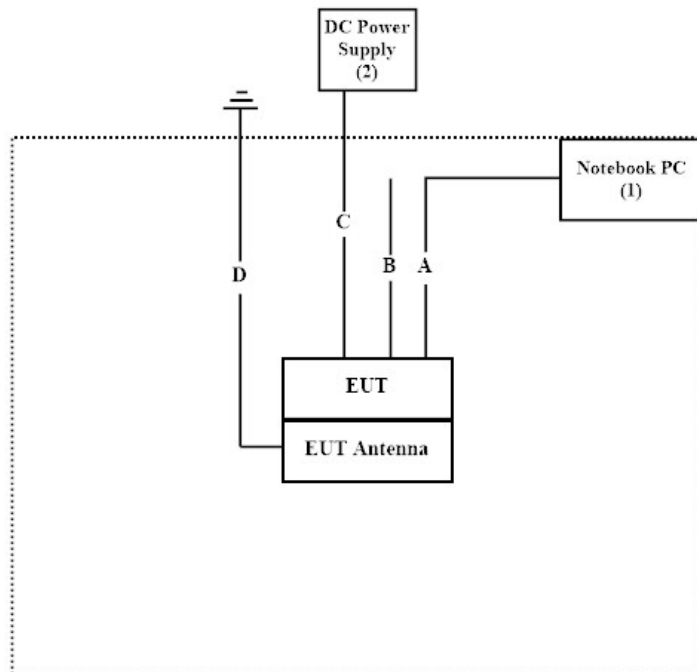 DC Power
Supply
(2)
Notebook PC
(1)
C
B
A
D
EUT
EUT Antenna